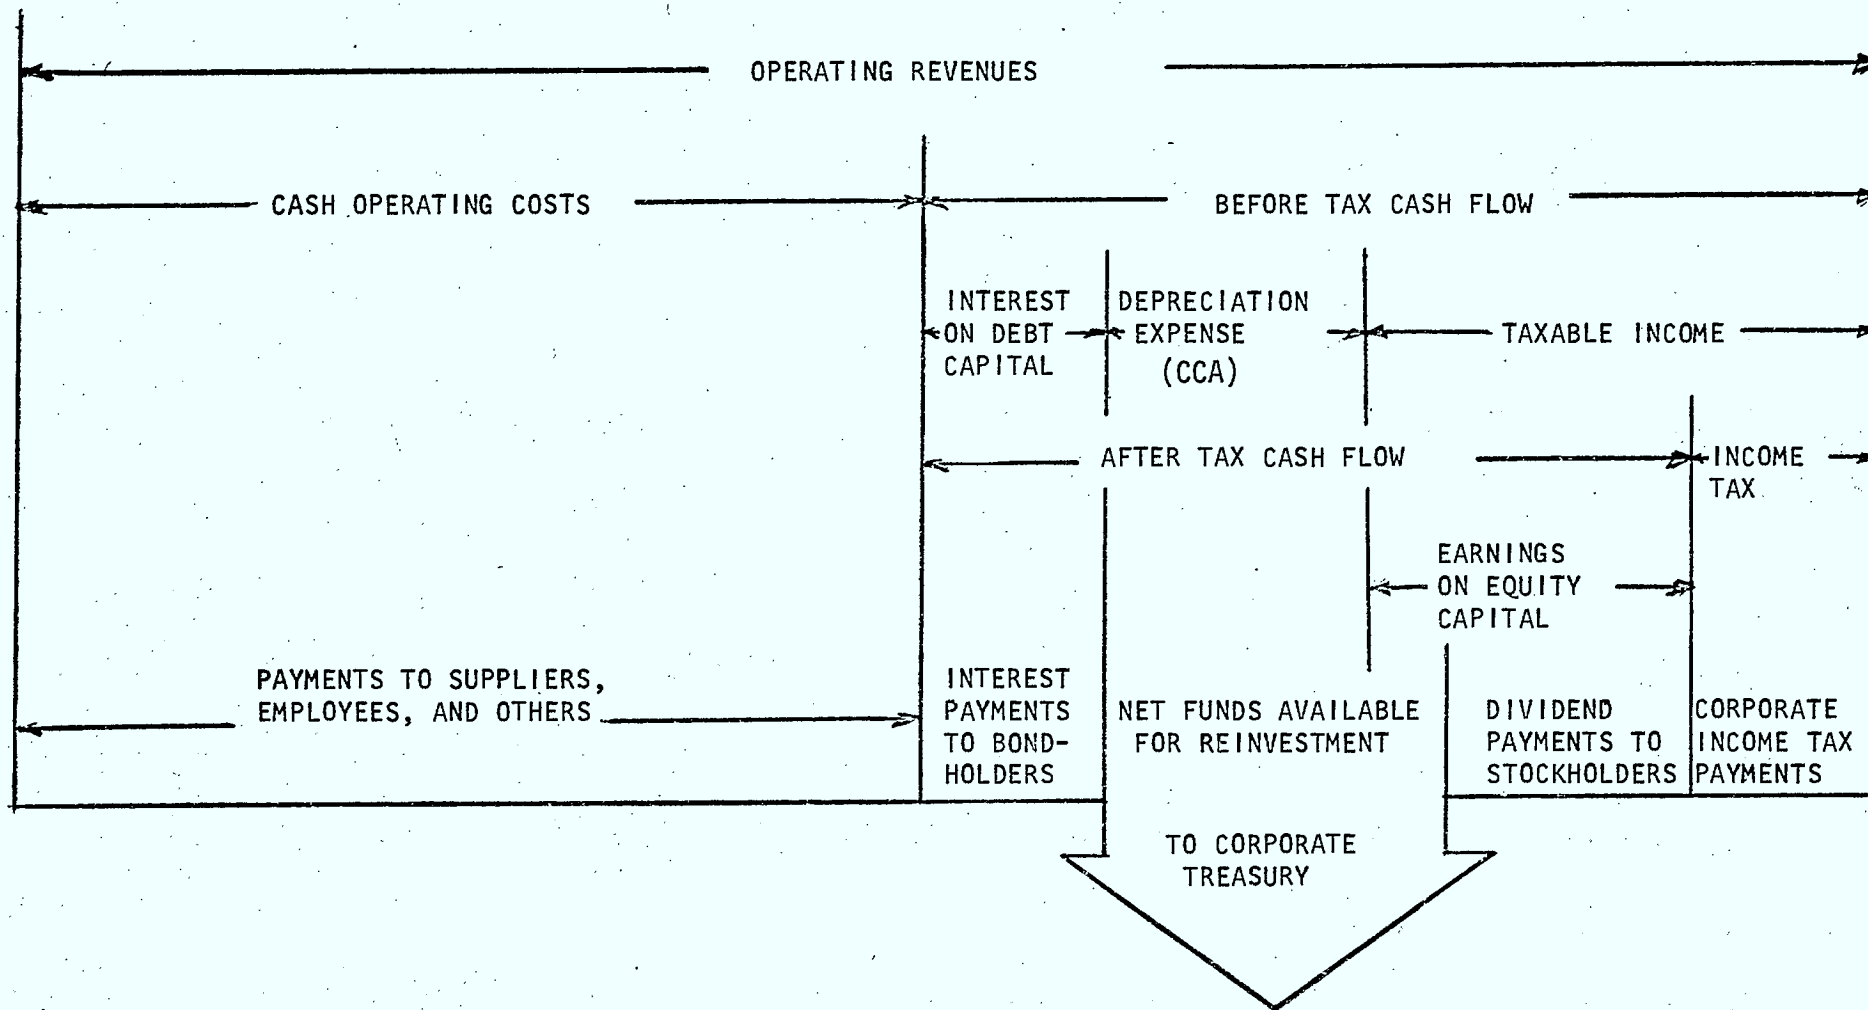 OPERATING REVENUES
CASH OPERATING COSTS
BEFORE TAX CASH FLOW
INTEREST
ON DEBT
CAPITAL
DEPRECIATION
EXPENSE
(CCA)
TAXABLE INCOME
AFTER TAX CASH FLOW
INCOME
TAX
EARNINGS
ON EQUITY
CAPITAL
PAYMENTS TO SUPPLIERS,
EMPLOYEES, AND OTHERS
INTEREST
PAYMENTS
TO BOND-
HOLDERS
NET FUNDS AVAILABLE
FOR REINVESTMENT
DIVIDEND
PAYMENTS TO
STOCKHOLDERS
CORPORATE
INCOME TAX
PAYMENTS
TO CORPORATE
TREASURY